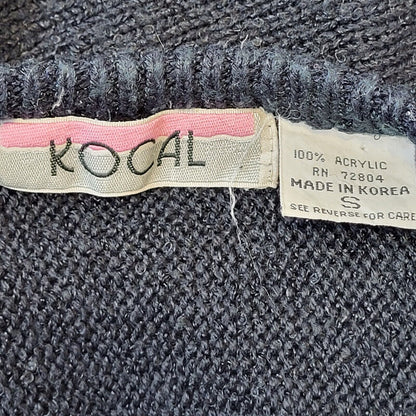 KOCAL
100% ACRYLIC
RN 72804
MADE IN KOREA
S
SEE REVERSE FOR CARE